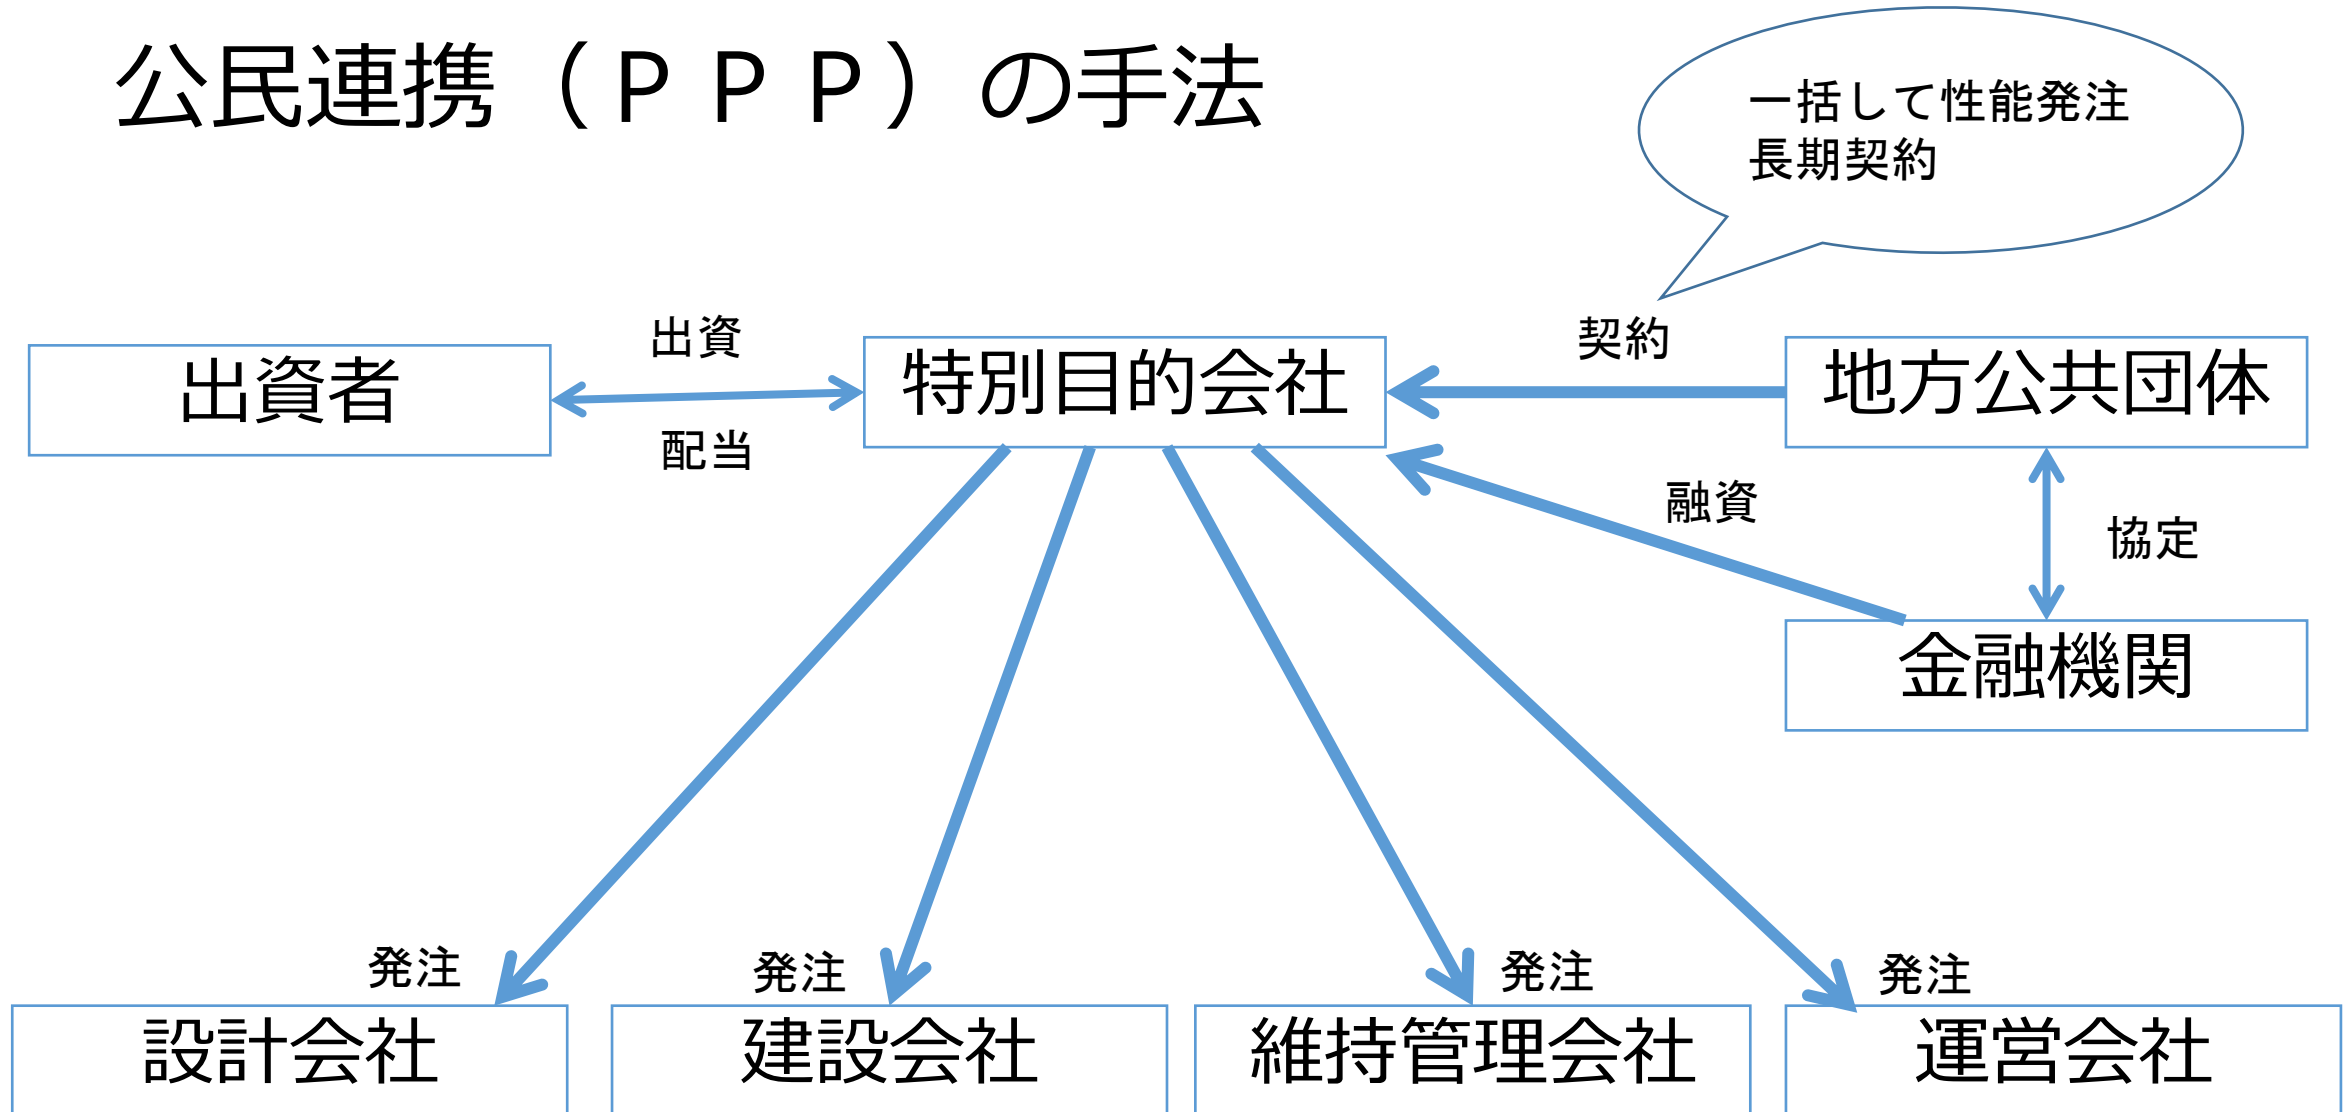 公民連携（ＰＰＰ）の手法
一括して性能発注
長期契約
出資
契約
出資者
特別目的会社
地方公共団体
配当
融資
協定
金融機関
発注
発注
発注
発注
設計会社
建設会社
維持管理会社
運営会社